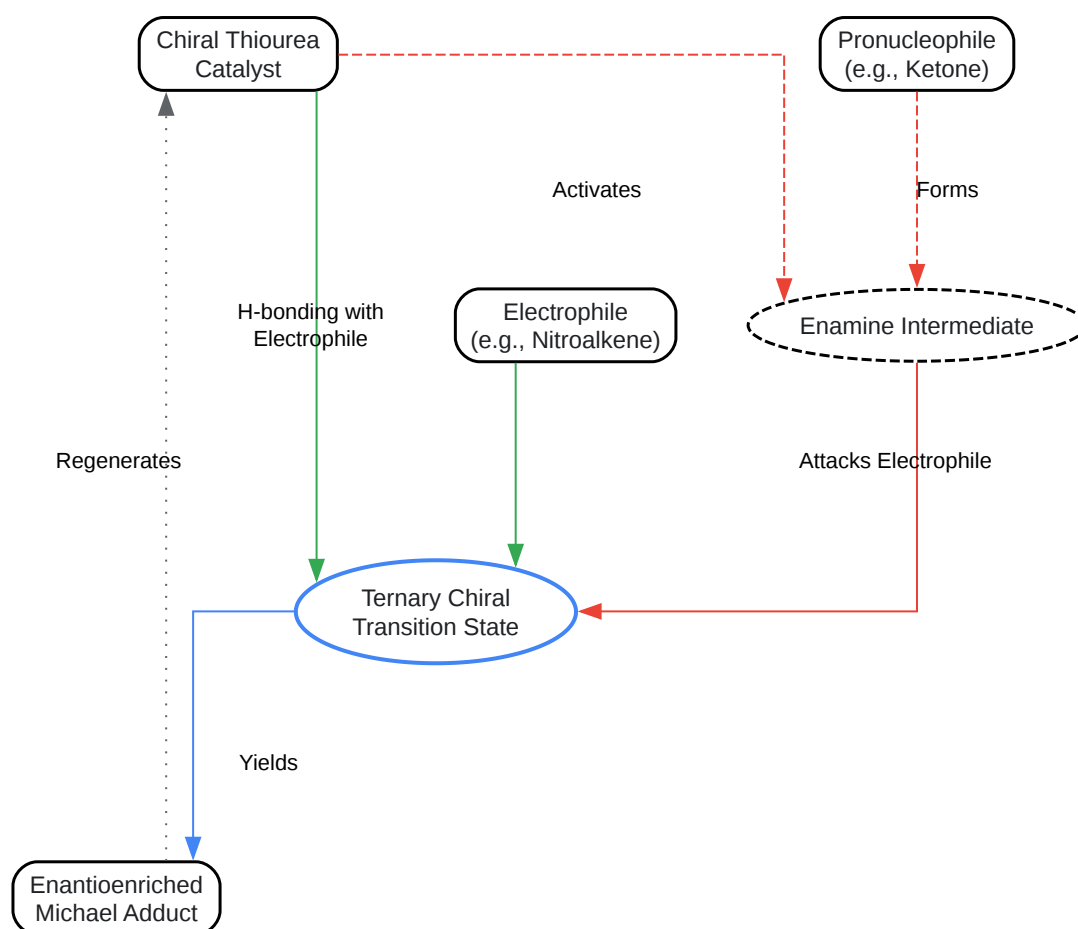 Chiral Thiourea
Catalyst
Pronucleophile
(e.g., Ketone)
Activates
Forms
H-bonding with
Electrophile
Electrophile
(e.g., Nitroalkene)
Enamine Intermediate
Regenerates
Attacks Electrophile
Ternary Chiral
Transition State
Yields
Enantioenriched
Michael Adduct